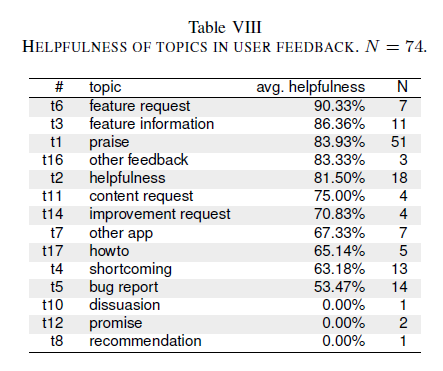 Table VIII
HELPFULNESS OF TOPICS IN USER FEEDBACK. N = 74.
# topic avg. helpfulness N
t6 feature request 90.33% 7
t3 feature information 86.36% 11
t1 praise 83.93% 51
t16 other feedback 83.33% 3
t2 helpfulness 81.50% 18
t11 content request 75.00% 4
t14 improvement request 70.83% 4
t7 other app 67.33% 7
t17 howto 65.14% 5
t4 shortcoming 63.18% 13
t5 bug report 53.47% 14
t10 dissuasion 0.00% 1
t12 promise 0.00% 2
t8 recommendation 0.00% 1